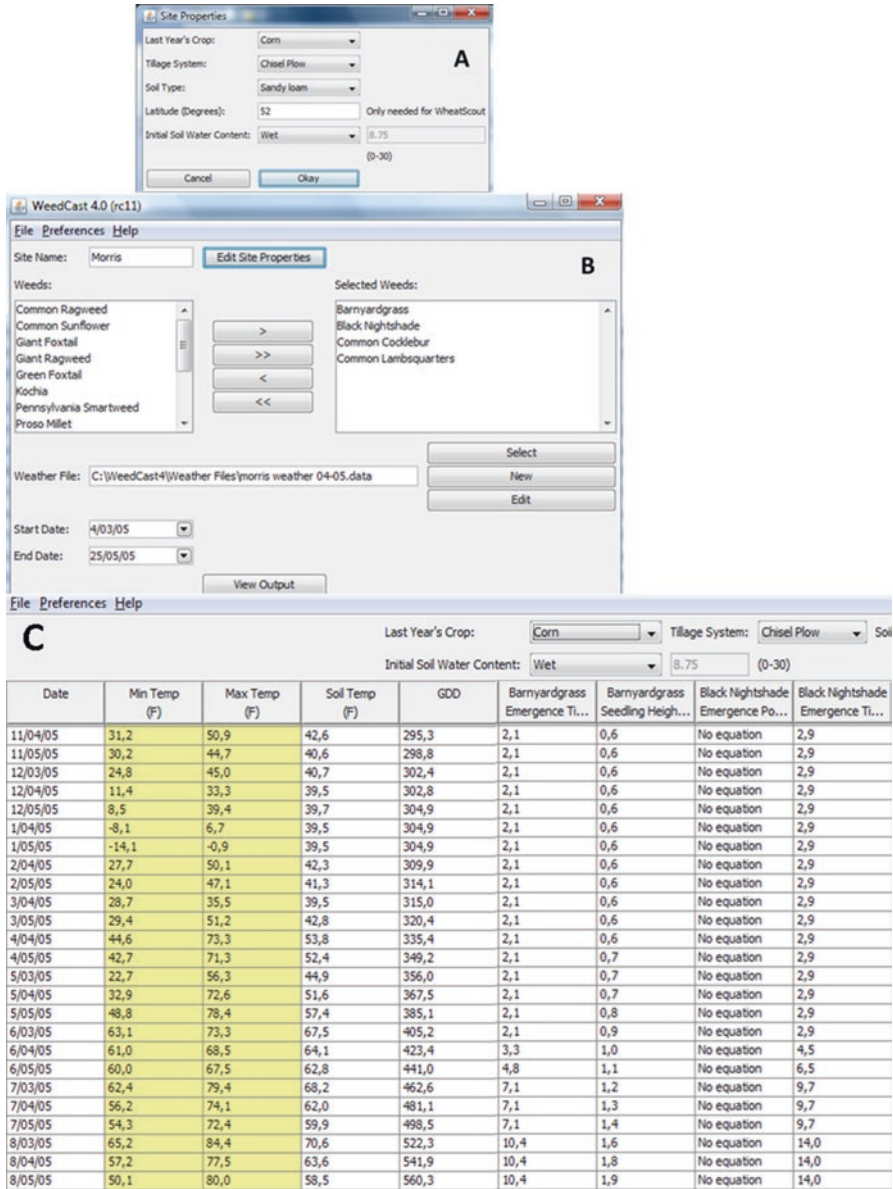 Site Properties
Last Year's Crop: Corn
A
Tillage System: Chisel Plow
Soil Type: Sandy loam
Latitude (Degrees): 52 Only needed for WheatScout
Initial Soil Water Content: Wet 8.75
(0-30)
Cancel Okay
WeedCast 4.0 (rc11)
File Preferences Help
Site Name: Morris Edit Site Properties
B
Weeds: Selected Weeds:
Common Ragweed Barnyardgrass
Common Sunflower Black Nightshade
Giant Foxtail > Common Cocklebur
Giant Ragweed >> Common Lambsquarters
Green Foxtail <
Kochia
Pennsylvania Smartweed <<
Proso Millet
Select
Weather File: C:\WeedCast4\Weather Files\morris weather 04-05.data New
Edit
Start Date: 4/03/05
End Date: 25/05/05
View Output
File Preferences Help
C
Last Year's Crop: Corn Tillage System: Chisel Plow Soi
Initial Soil Water Content: Wet 8.75 (0-30)
Date Min Temp Max Temp Soil Temp GDD Barnyardgrass Barnyardgrass Black Nightshade Black Nightshade
(F) (F) (F) Emergence Ti... Seedling Heigh... Emergence Po... Emergence Ti...
11/04/05 31,2 50,9 42,6 295,3 2,1 0,6 No equation 2,9
11/05/05 30,2 44,7 40,6 298,8 2,1 0,6 No equation 2,9
12/03/05 24,8 45,0 40,7 302,4 2,1 0,6 No equation 2,9
12/04/05 11,4 33,3 39,5 302,8 2,1 0,6 No equation 2,9
12/05/05 8,5 39,4 39,7 304,9 2,1 0,6 No equation 2,9
1/04/05 -8,1 6,7 39,5 304,9 2,1 0,6 No equation 2,9
1/05/05 -14,1 -0,9 39,5 304,9 2,1 0,6 No equation 2,9
2/04/05 27,7 50,1 42,3 309,9 2,1 0,6 No equation 2,9
2/05/05 24,0 47,1 41,3 314,1 2,1 0,6 No equation 2,9
3/04/05 28,7 35,5 39,5 315,0 2,1 0,6 No equation 2,9
3/05/05 29,4 51,2 42,8 320,4 2,1 0,6 No equation 2,9
4/04/05 44,6 73,3 53,8 335,4 2,1 0,6 No equation 2,9
4/05/05 42,7 71,3 52,4 349,2 2,1 0,7 No equation 2,9
5/03/05 22,7 56,3 44,9 356,0 2,1 0,7 No equation 2,9
5/04/05 32,9 72,6 51,6 367,5 2,1 0,7 No equation 2,9
5/05/05 48,8 78,4 57,4 385,1 2,1 0,8 No equation 2,9
6/03/05 63,1 73,3 67,5 405,2 2,1 0,9 No equation 2,9
6/04/05 61,0 68,5 64,1 423,4 3,3 1,0 No equation 4,5
6/05/05 60,0 67,5 62,8 441,0 4,8 1,1 No equation 6,5
7/03/05 62,4 79,4 68,2 462,6 7,1 1,2 No equation 9,7
7/04/05 56,2 74,1 62,0 481,1 7,1 1,3 No equation 9,7
7/05/05 54,3 72,4 59,9 498,5 7,1 1,4 No equation 9,7
8/03/05 65,2 84,4 70,6 522,3 10,4 1,6 No equation 14,0
8/04/05 57,2 77,5 63,6 541,9 10,4 1,8 No equation 14,0
8/05/05 50,1 80,0 58,5 560,3 10,4 1,9 No equation 14,0